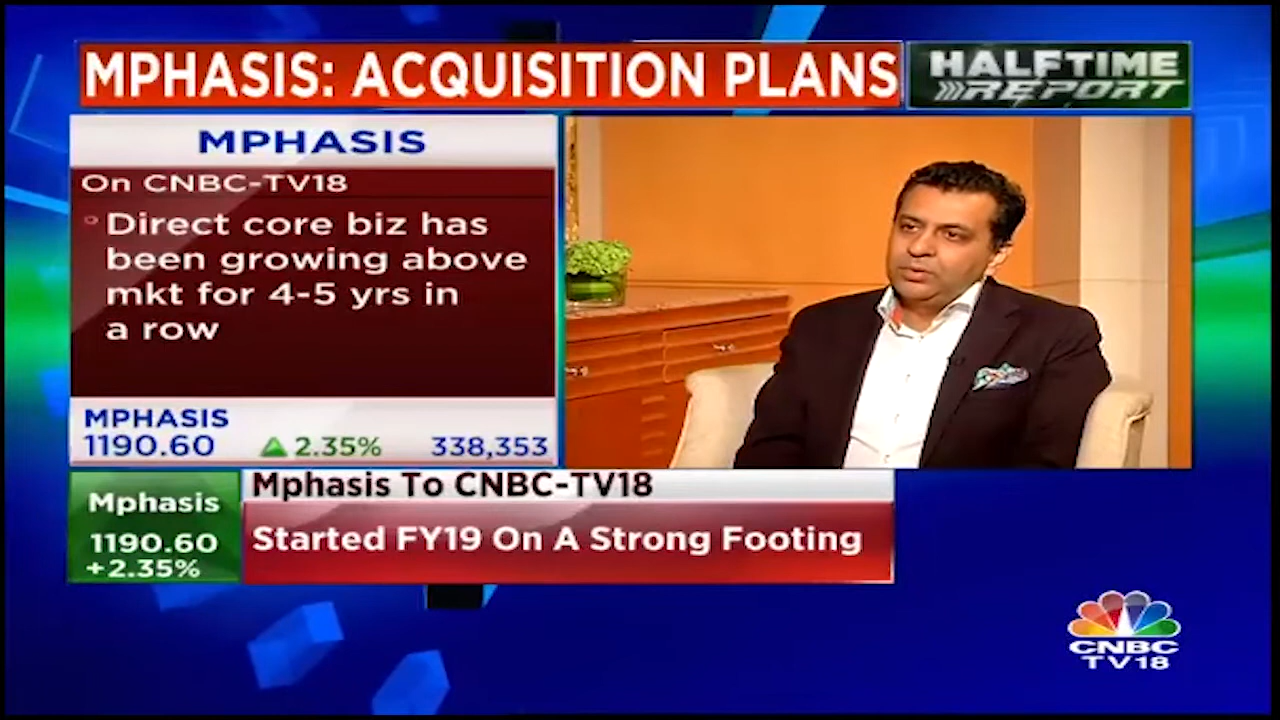 MPHASIS: ACQUISITION PLANS
HALFTIME
REPORT
MPHASIS
On CNBC-TV18
Direct core biz has
been growing above
mkt for 4-5 yrs in
a row
MPHASIS
1190.60 ▲ 2.35% 338,353
Mphasis
1190.60
+2.35%
Mphasis To CNBC-TV18
Started FY19 On A Strong Footing
CNBC
TV18